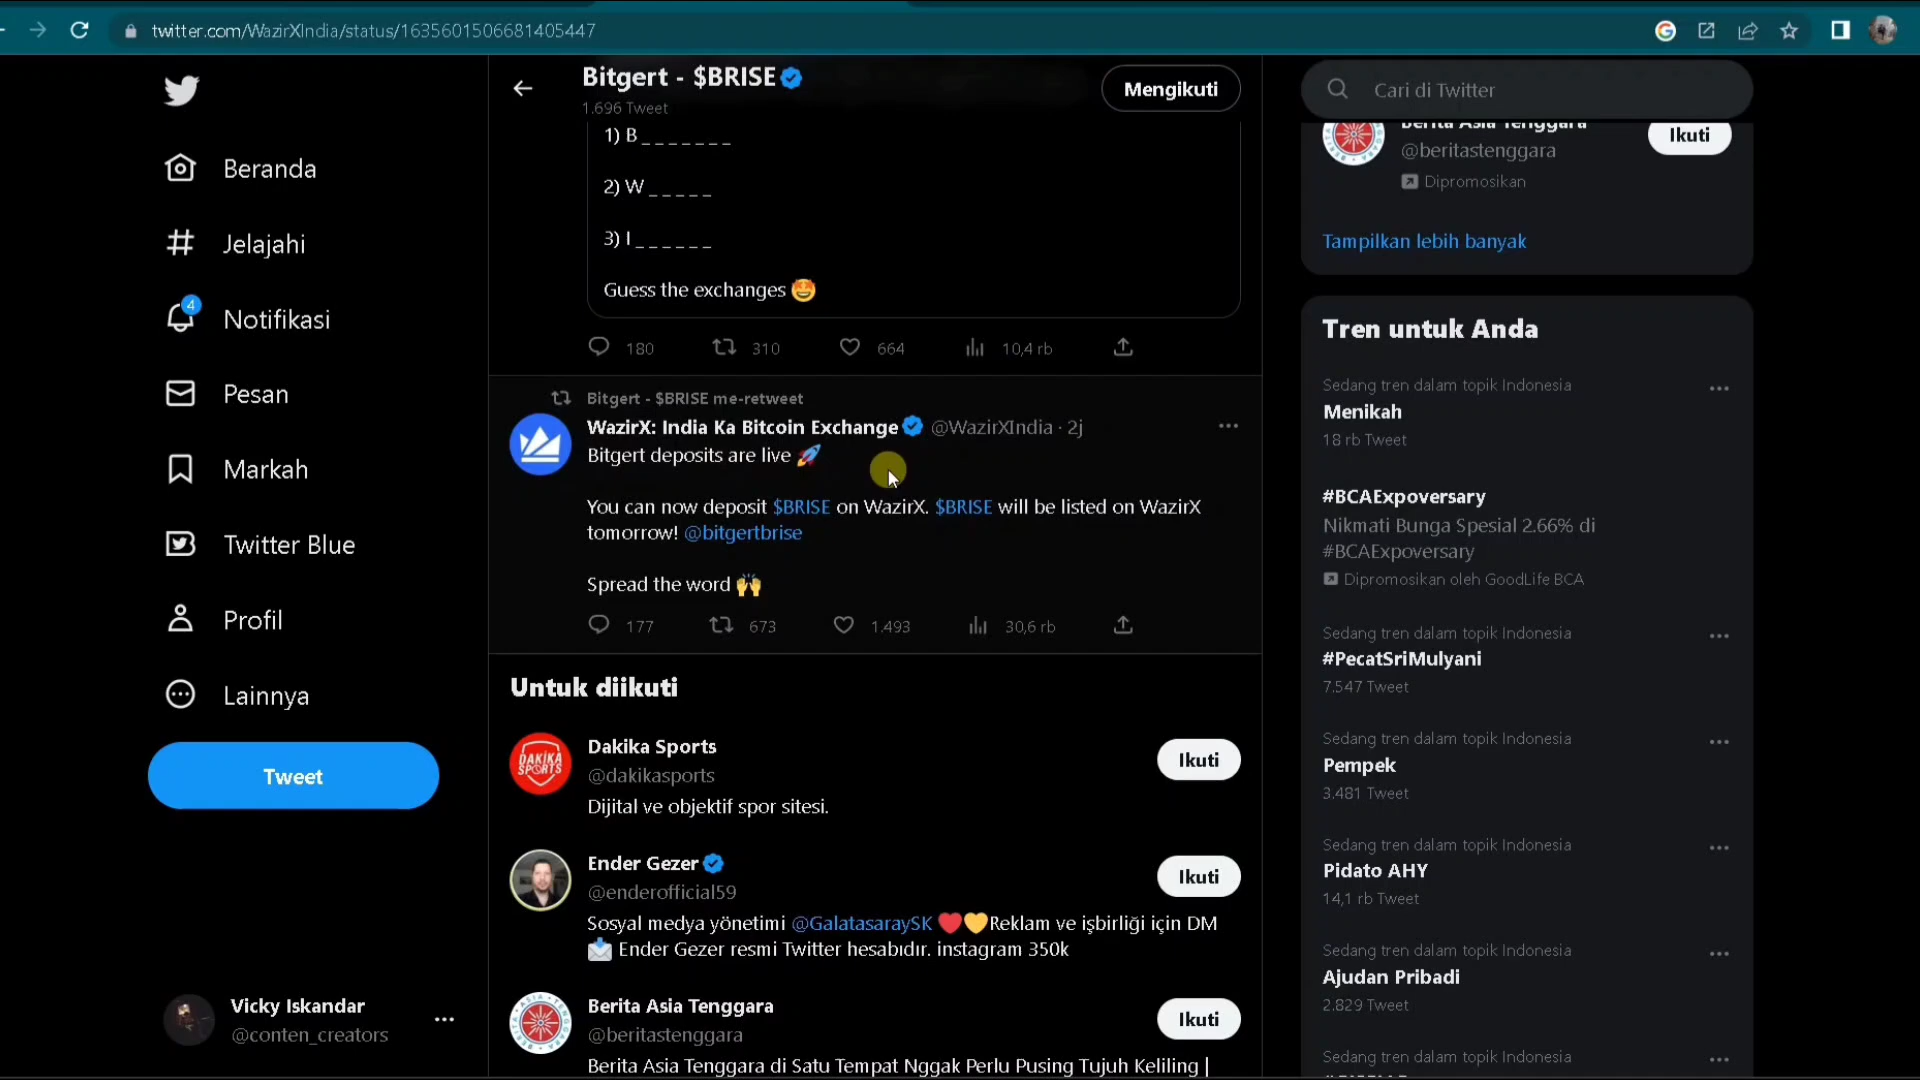 twitter.com/WazirXIndia/status/1635601506681405447
Beranda
Jelajahi
4
Notifikasi
Pesan
Markah
Twitter Blue
Profil
Lainnya
Tweet
Vicky Iskandar
@conten_creators
Bitgert - $BRISE
1.696 Tweet
Mengikuti
1) B _ _ _ _ _ _ _
2) W _ _ _ _ _
3) I _ _ _ _ _ _
Guess the exchanges 🤩
180 310 664 10,4 rb
Bitgert - $BRISE me-retweet
WazirX: India Ka Bitcoin Exchange @WazirXIndia · 2j
Bitgert deposits are live 🚀
You can now deposit $BRISE on WazirX. $BRISE will be listed on WazirX
tomorrow! @bitgertbrise
Spread the word 🙌
177 673 1.493 30,6 rb
Untuk diikuti
DAKİKA
SPORTS
Dakika Sports
@dakikasports
Dijital ve objektif spor sitesi.
Ikuti
Ender Gezer
@enderofficial59
Sosyal medya yönetimi @GalatasaraySK ❤️💛Reklam ve işbirliği için DM
📩 Ender Gezer resmi Twitter hesabıdır. instagram 350k
Ikuti
Berita Asia Tenggara
@beritastenggara
Berita Asia Tenggara di Satu Tempat Nggak Perlu Pusing Tujuh Keliling |
Ikuti
Cari di Twitter
Berita Asia Tenggara
@beritastenggara
Dipromosikan
Ikuti
Tampilkan lebih banyak
Tren untuk Anda
Sedang tren dalam topik Indonesia
Menikah
18 rb Tweet
#BCAExpoversary
Nikmati Bunga Spesial 2.66% di
#BCAExpoversary
Dipromosikan oleh GoodLife BCA
Sedang tren dalam topik Indonesia
#PecatSriMulyani
7.547 Tweet
Sedang tren dalam topik Indonesia
Pempek
3.481 Tweet
Sedang tren dalam topik Indonesia
Pidato AHY
14,1 rb Tweet
Sedang tren dalam topik Indonesia
Ajudan Pribadi
2.829 Tweet
Sedang tren dalam topik Indonesia